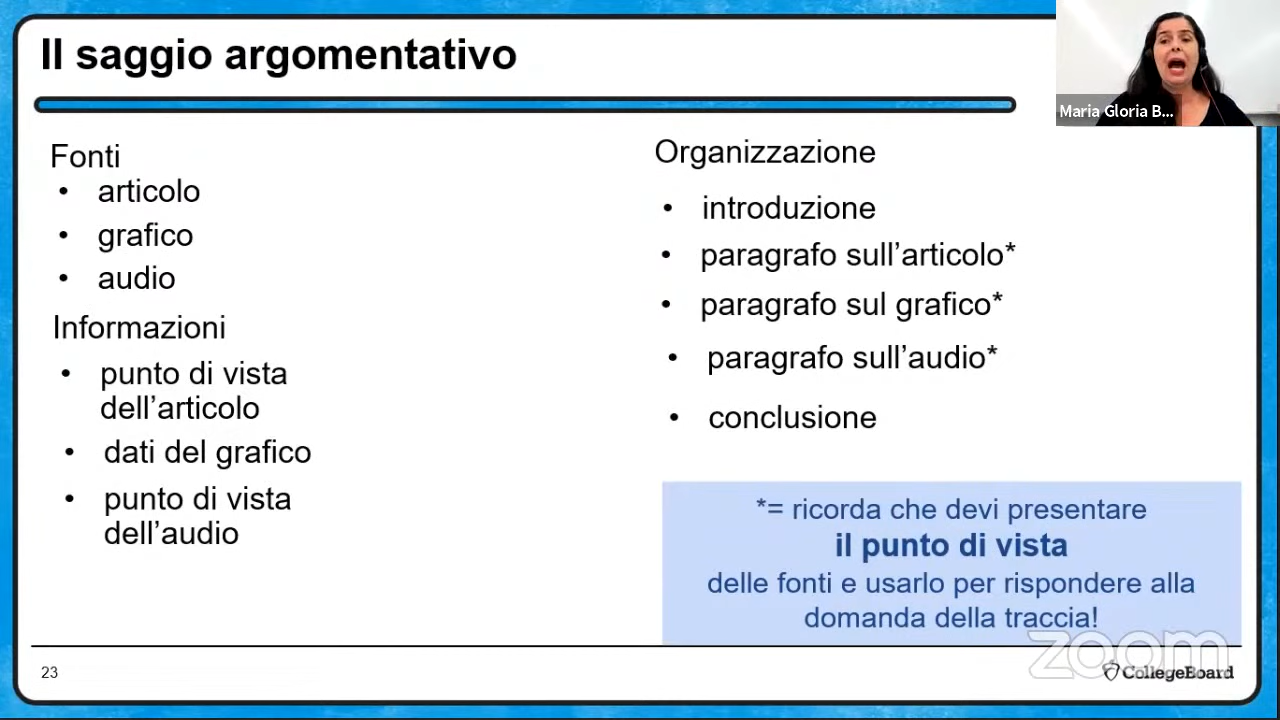 Il saggio argomentativo
Maria Gloria B...
Fonti
• articolo
• grafico
• audio
Informazioni
• punto di vista
dell’articolo
• dati del grafico
• punto di vista
dell’audio
Organizzazione
• introduzione
• paragrafo sull’articolo*
• paragrafo sul grafico*
• paragrafo sull’audio*
• conclusione
*= ricorda che devi presentare
il punto di vista
delle fonti e usarlo per rispondere alla
domanda della traccia!
zoom
23
CollegeBoard